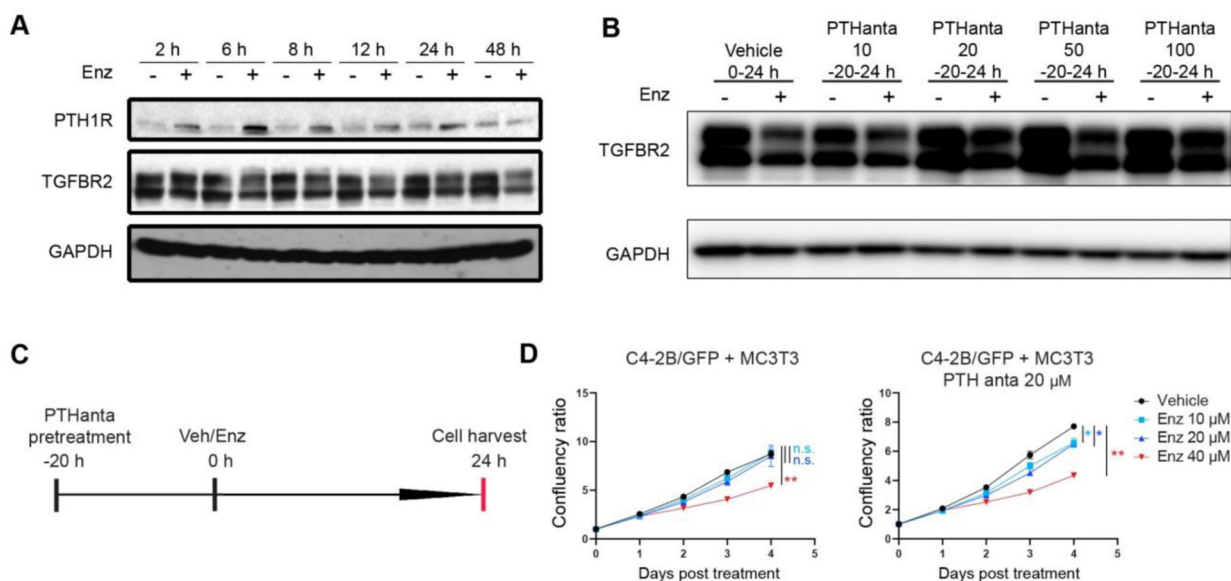 A
2 h 6 h 8 h 12 h 24 h 48 h
Enz - + - + - + - + - + - +
PTH1R
TGFBR2
GAPDH
B
Vehicle
0-24 h
PTHanta
10
-20-24 h
PTHanta
20
-20-24 h
PTHanta
50
-20-24 h
PTHanta
100
-20-24 h
Enz - + - + - + - + - +
TGFBR2
GAPDH
C
PTHanta
pretreatment
-20 h
Veh/Enz
0 h
Cell harvest
24 h
D
C4-2B/GFP + MC3T3
Confluency ratio
15
10
5
0
0 1 2 3 4 5
Days post treatment
n.s.
n.s.
**
C4-2B/GFP + MC3T3
PTH anta 20 μM
Confluency ratio
10
8
6
4
2
0
0 1 2 3 4 5
Days post treatment
* *
**
Vehicle
Enz 10 μM
Enz 20 μM
Enz 40 μM